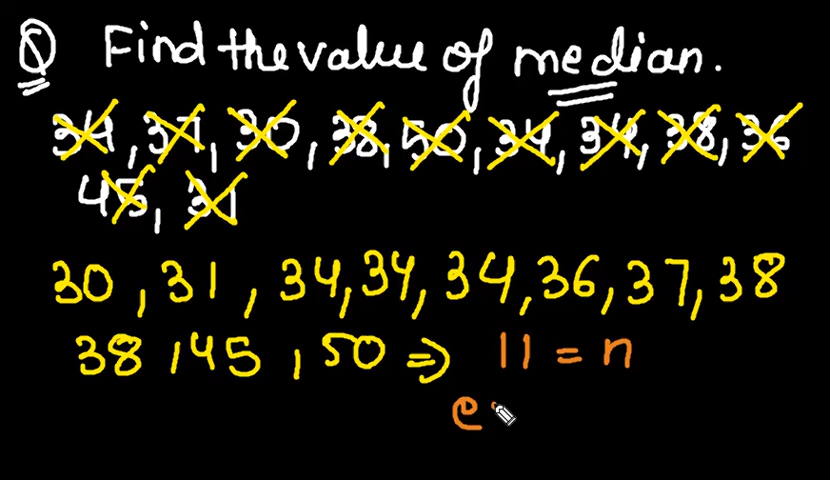 Q Find the value of median.
34, 37, 30, 38, 50, 34, 34, 38, 36
45, 31
30, 31, 34, 34, 34, 36, 37, 38
38, 45, 50 ⇒ 11 = n
e